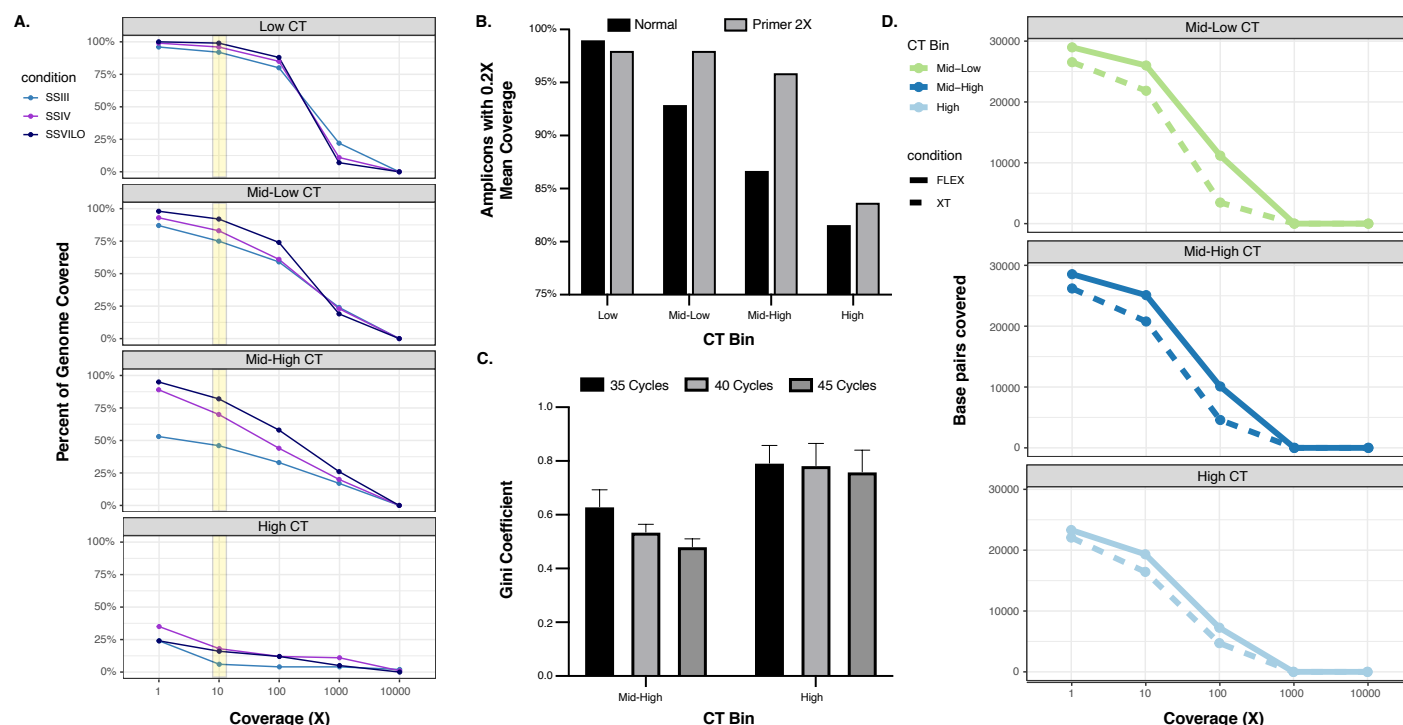 A.
condition
SSIII
SSIV
SSVILO
Percent of Genome Covered
Low CT
100%
75%
50%
25%
0%
Mid-Low CT
100%
75%
50%
25%
0%
Mid-High CT
100%
75%
50%
25%
0%
High CT
100%
75%
50%
25%
0%
1 10 100 1000 10000
Coverage (X)
B.
Normal Primer 2X
Amplicons with 0.2X
Mean Coverage
100%
95%
90%
85%
80%
75%
Low Mid-Low Mid-High High
CT Bin
C.
35 Cycles 40 Cycles 45 Cycles
Gini Coefficient
1.0
0.8
0.6
0.4
0.2
0.0
Mid-High High
CT Bin
D.
CT Bin
Mid−Low
Mid−High
High
condition
FLEX
XT
Base pairs covered
Mid-Low CT
30000
20000
10000
0
Mid-High CT
30000
20000
10000
0
High CT
30000
20000
10000
0
1 10 100 1000 10000
Coverage (X)